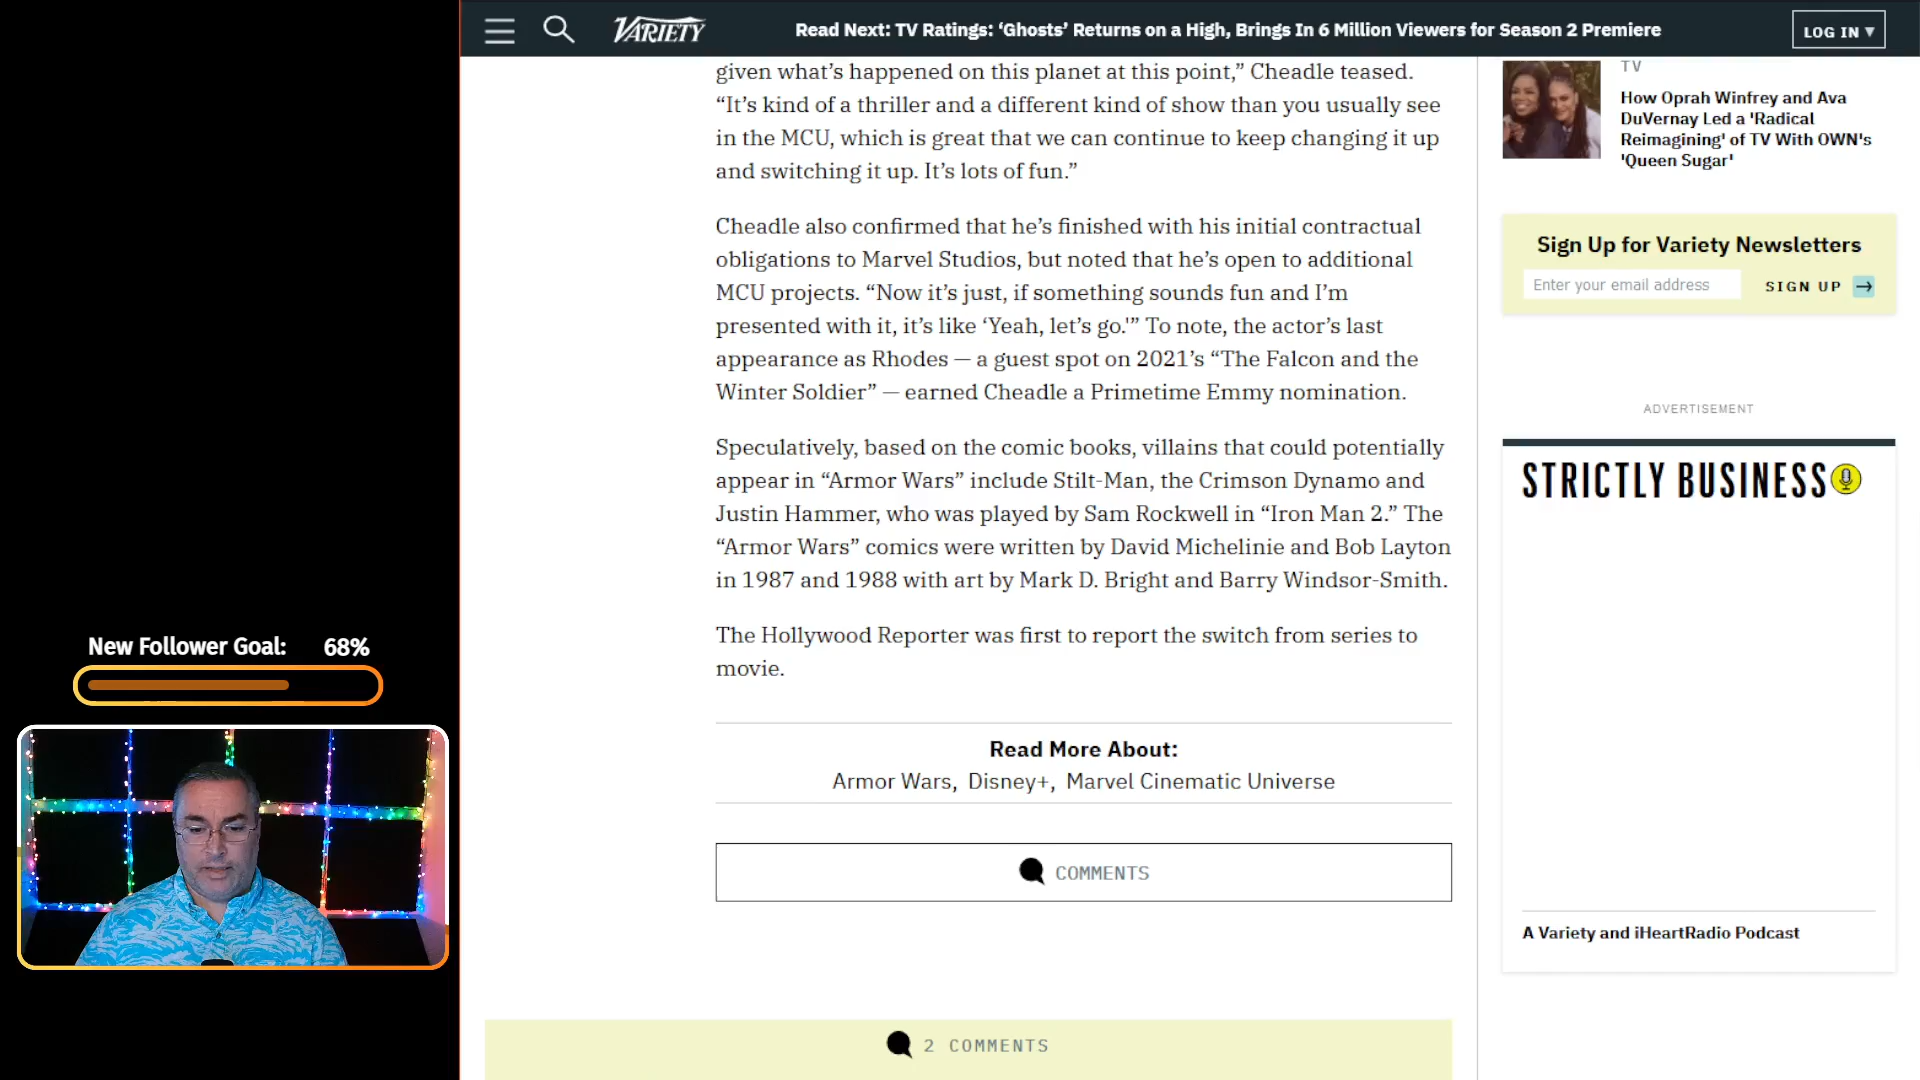 VARIETY
Read Next: TV Ratings: ‘Ghosts’ Returns on a High, Brings In 6 Million Viewers for Season 2 Premiere
LOG IN ▾
given what’s happened on this planet at this point,” Cheadle teased.
“It’s kind of a thriller and a different kind of show than you usually see
in the MCU, which is great that we can continue to keep changing it up
and switching it up. It’s lots of fun.”
Cheadle also confirmed that he’s finished with his initial contractual
obligations to Marvel Studios, but noted that he’s open to additional
MCU projects. “Now it’s just, if something sounds fun and I’m
presented with it, it’s like ‘Yeah, let’s go.'” To note, the actor’s last
appearance as Rhodes — a guest spot on 2021’s “The Falcon and the
Winter Soldier” — earned Cheadle a Primetime Emmy nomination.
Speculatively, based on the comic books, villains that could potentially
appear in “Armor Wars” include Stilt-Man, the Crimson Dynamo and
Justin Hammer, who was played by Sam Rockwell in “Iron Man 2.” The
“Armor Wars” comics were written by David Michelinie and Bob Layton
in 1987 and 1988 with art by Mark D. Bright and Barry Windsor-Smith.
The Hollywood Reporter was first to report the switch from series to
movie.
Read More About:
Armor Wars, Disney+, Marvel Cinematic Universe
COMMENTS
2 COMMENTS
TV
How Oprah Winfrey and Ava
DuVernay Led a 'Radical
Reimagining' of TV With OWN's
'Queen Sugar'
Sign Up for Variety Newsletters
Enter your email address
SIGN UP →
ADVERTISEMENT
STRICTLY BUSINESS
A Variety and iHeartRadio Podcast
New Follower Goal: 68%